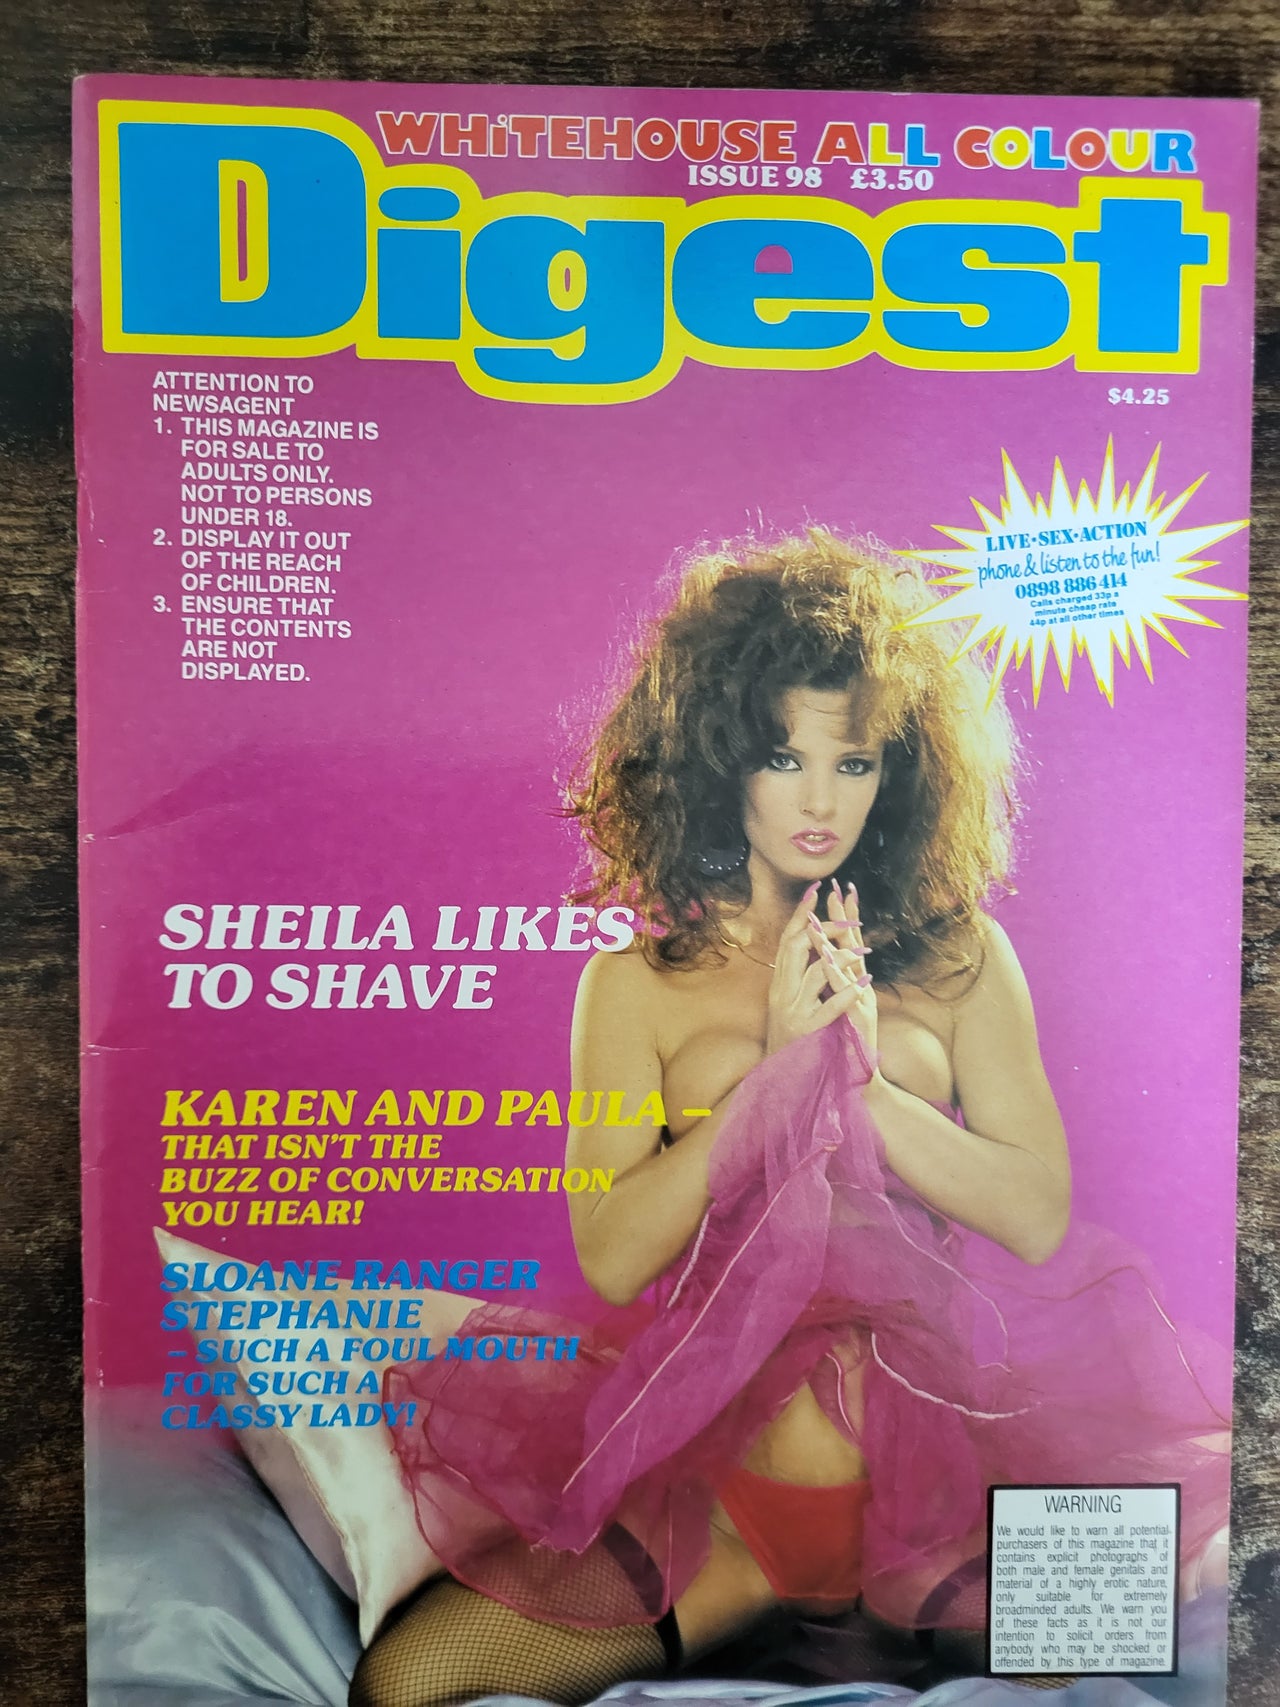 WHiTEHOUSE ALL COLOUR
ISSUE 98 £3.50
Digest
$4.25
ATTENTION TO
NEWSAGENT
1. THIS MAGAZINE IS
FOR SALE TO
ADULTS ONLY.
NOT TO PERSONS
UNDER 18.
2. DISPLAY IT OUT
OF THE REACH
OF CHILDREN.
3. ENSURE THAT
THE CONTENTS
ARE NOT
DISPLAYED.
LIVE•SEX•ACTION
phone & listen to the fun!
0898 886 414
Calls charged 33p a
minute cheap rate
44p at all other times
SHEILA LIKES
TO SHAVE
KAREN AND PAULA –
THAT ISN'T THE
BUZZ OF CONVERSATION
YOU HEAR!
SLOANE RANGER
STEPHANIE
– SUCH A FOUL MOUTH
FOR SUCH A
CLASSY LADY!
WARNING
We would like to warn all potential
purchasers of this magazine that it
contains explicit photographs of
both male and female genitals and
material of a highly erotic nature,
only suitable for extremely
broadminded adults. We warn you
of these facts as it is not our
intention to solicit orders from
anybody who may be shocked or
offended by this type of magazine.